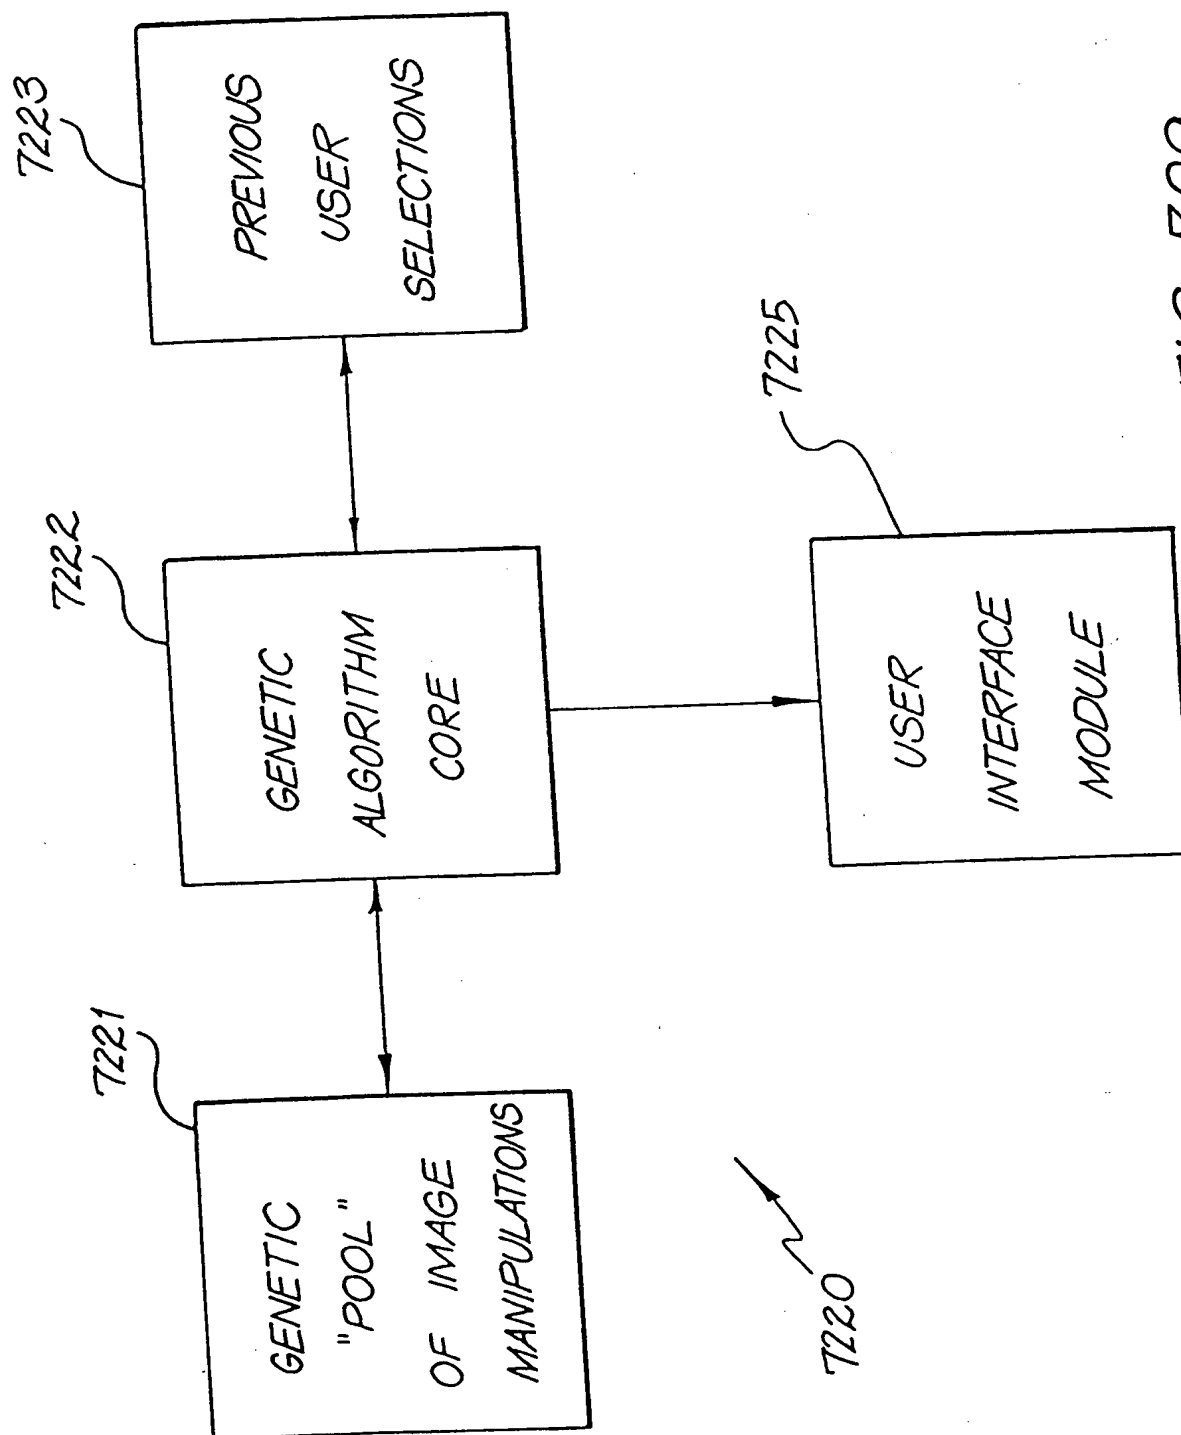 7221
GENETIC
"POOL"
OF IMAGE
MANIPULATIONS
7222
GENETIC
ALGORITHM
CORE
7223
PREVIOUS
USER
SELECTIONS
7220
7225
USER
INTERFACE
MODULE